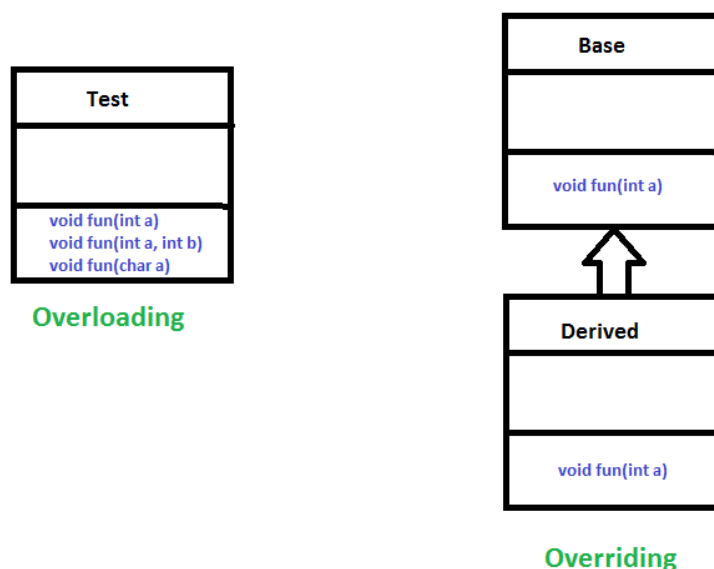 Test
void fun(int a)
void fun(int a, int b)
void fun(char a)
Overloading
Base
void fun(int a)
Derived
void fun(int a)
Overriding